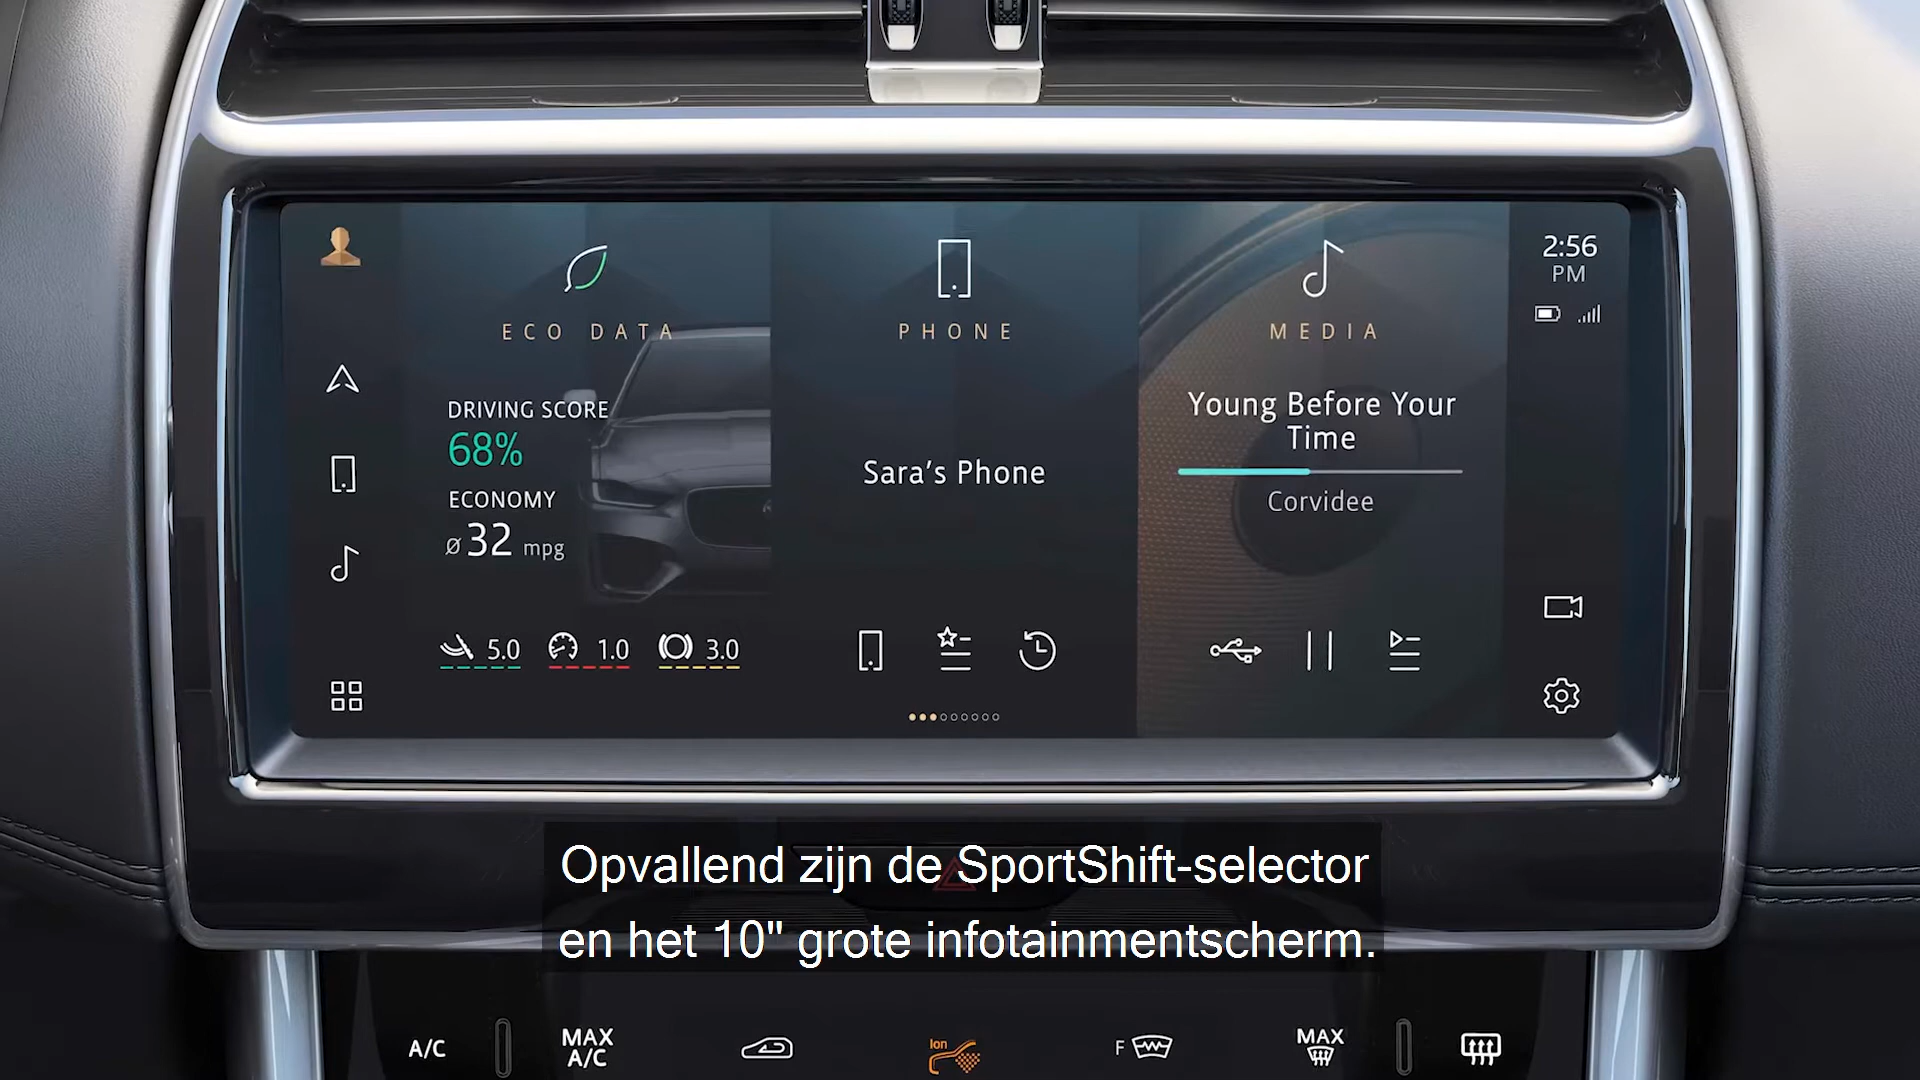 2:56
PM
ECO DATA
DRIVING SCORE
68%
ECONOMY
Ø 32 mpg
5.0 1.0 3.0
PHONE
Sara's Phone
MEDIA
Young Before Your
Time
Corvidee
Opvallend zijn de SportShift-selector
en het 10" grote infotainmentscherm.
A/C
MAX
A/C
Ion
F
MAX